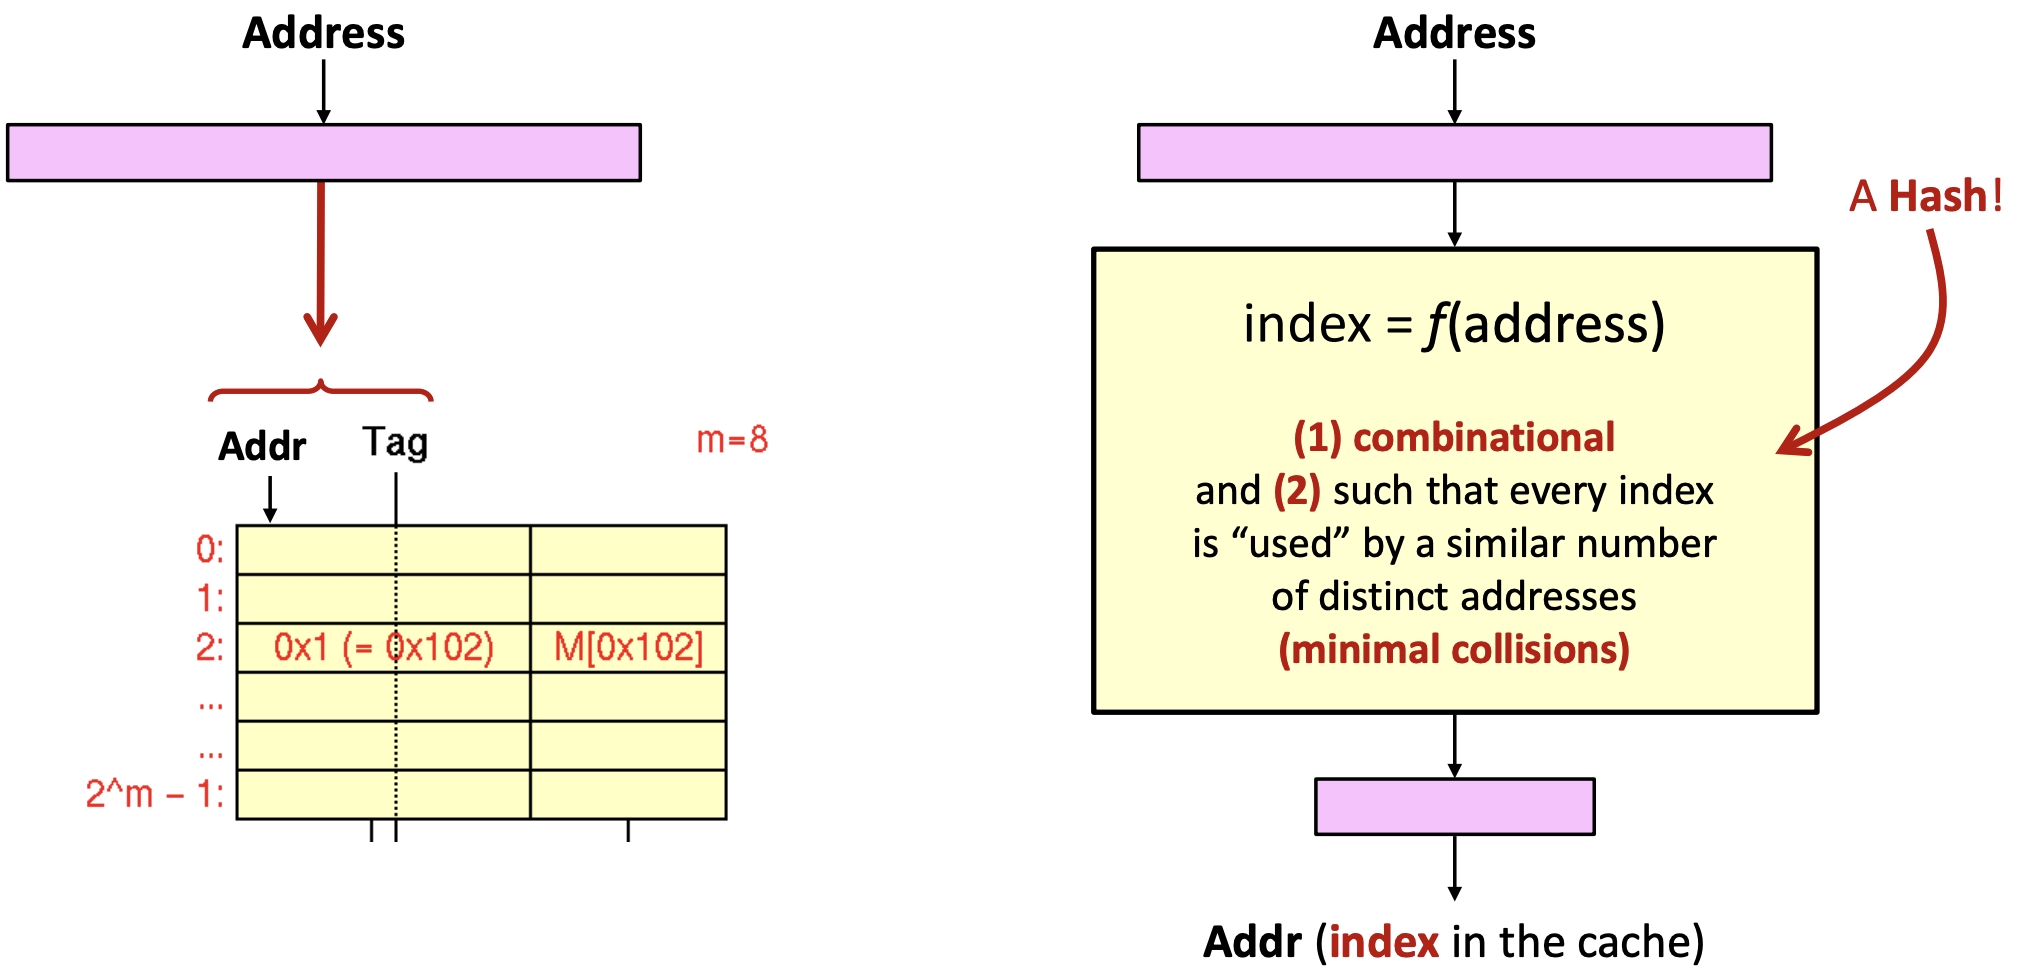 Address
Addr
Tag
m=8
0:
1:
2:
0x1 (= 0x102)
M[0x102]
...
...
2^m – 1:
Address
A Hash!
index = f(address)
(1) combinational
and (2) such that every index
is “used” by a similar number
of distinct addresses
(minimal collisions)
Addr (index in the cache)